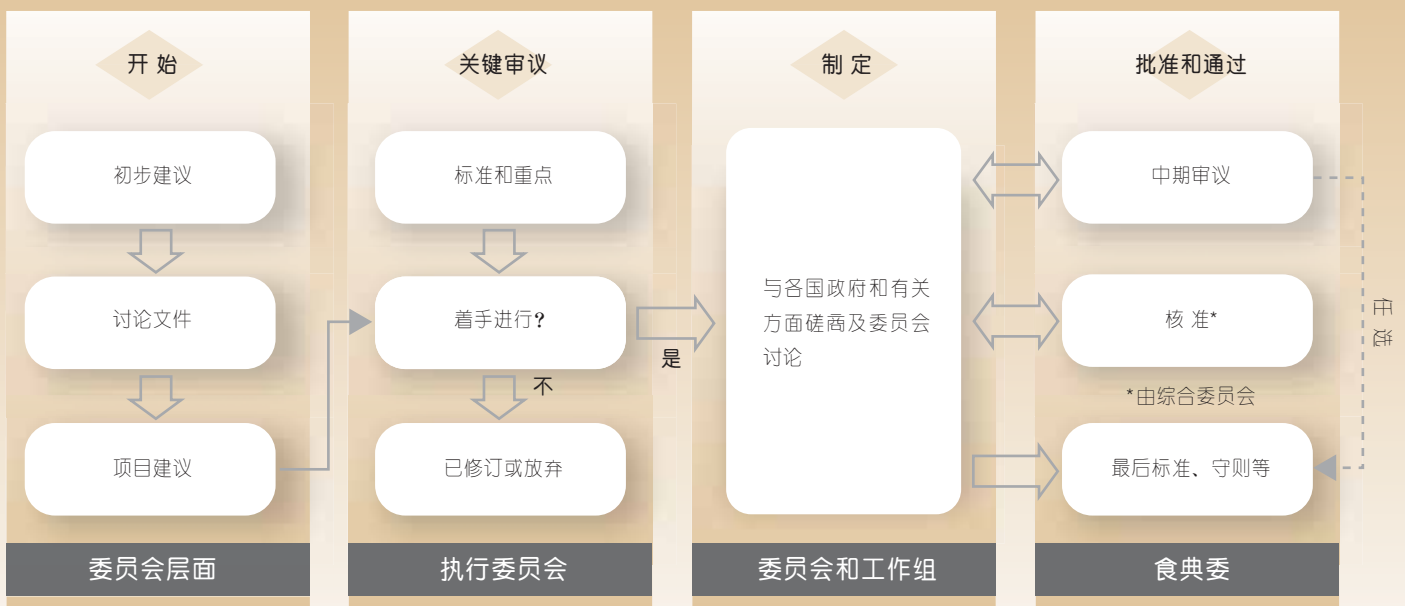 开 始
初步建议
讨论文件
项目建议
委员会层面
关键审议
标准和重点
着手进行?
是
不
已修订或放弃
执行委员会
制 定
与各国政府和有关
方面磋商及委员会
讨论
委员会和工作组
批准和通过
中期审议
核 准*
*由综合委员会
最后标准、守则等
食典委
任选